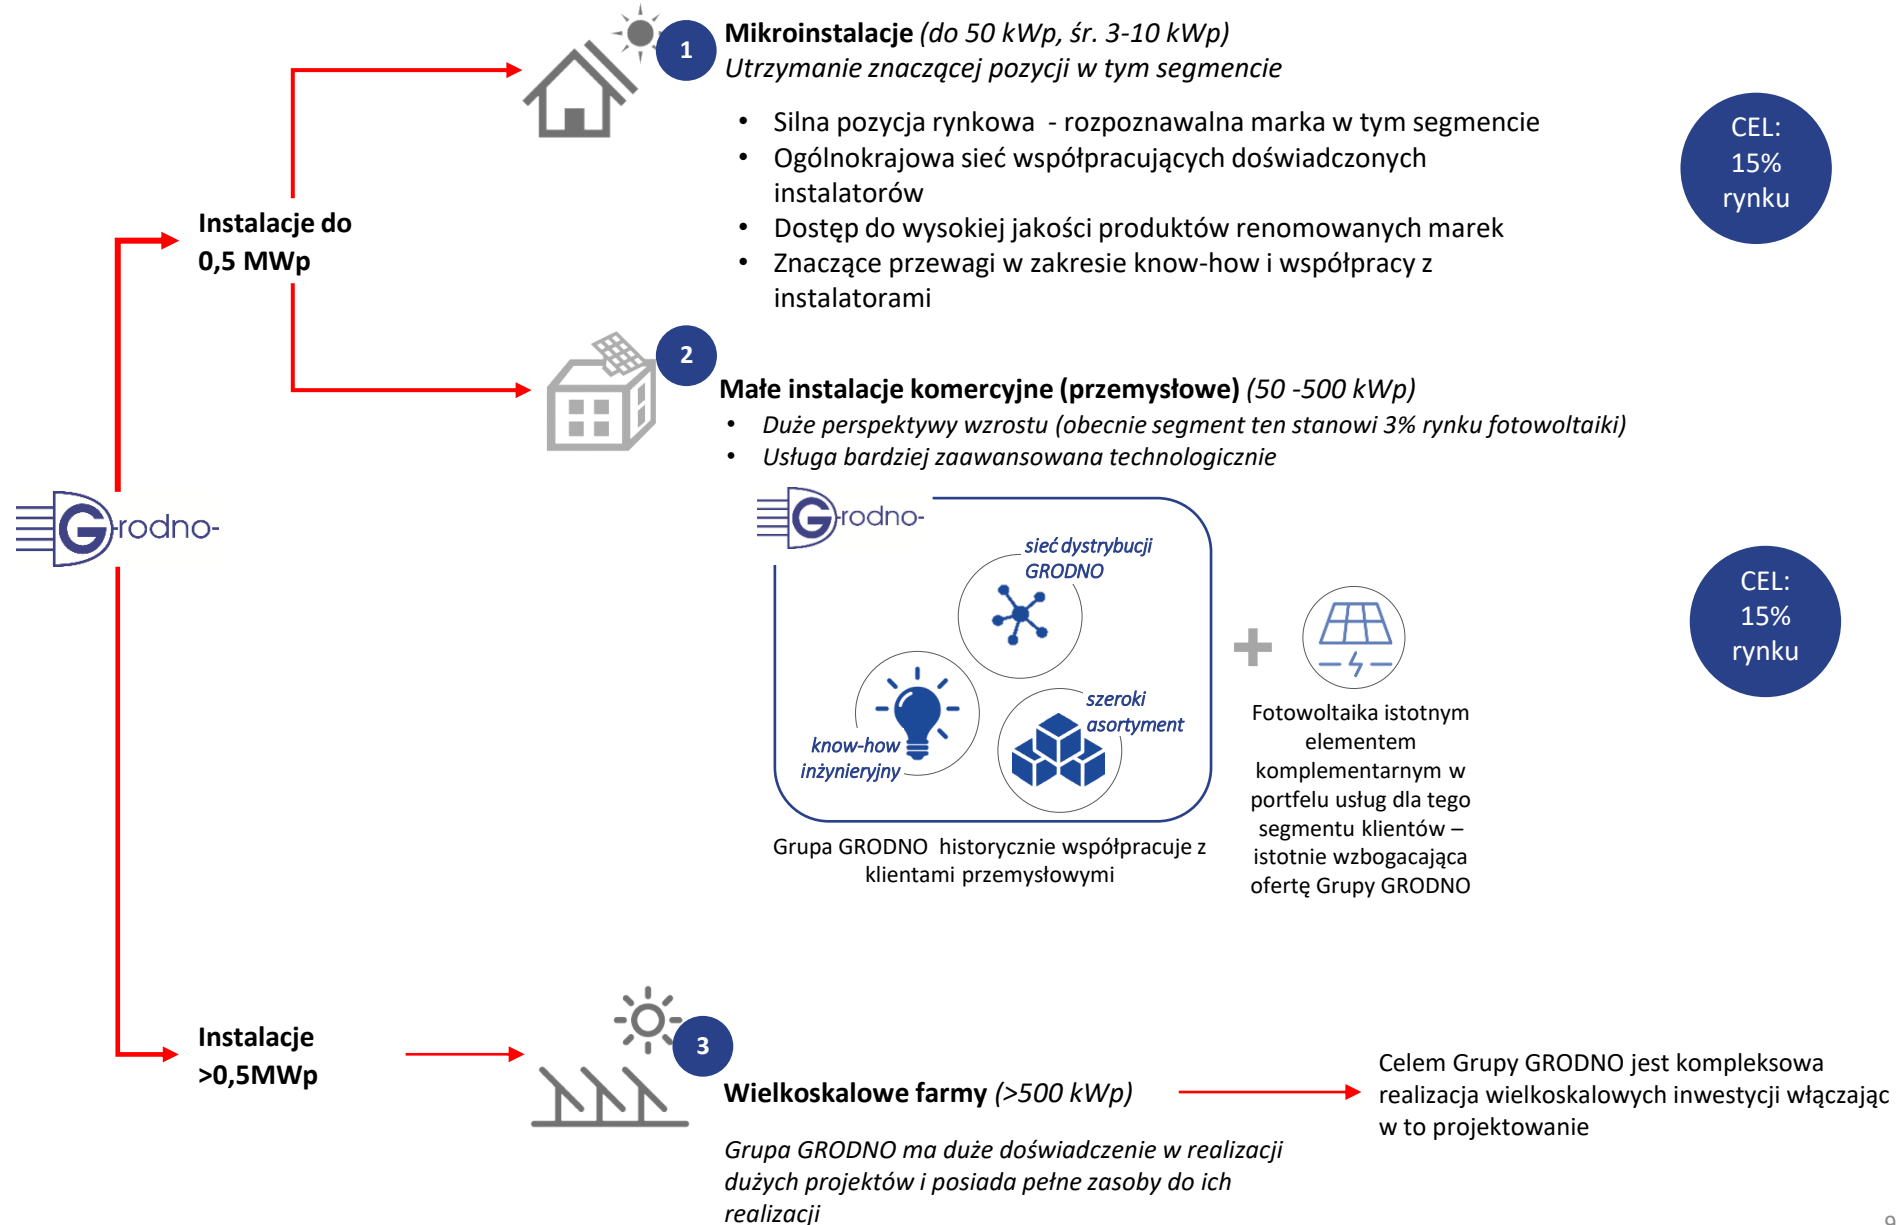 1
Mikroinstalacje (do 50 kWp, śr. 3-10 kWp)
Utrzymanie znaczącej pozycji w tym segmencie
• Silna pozycja rynkowa - rozpoznawalna marka w tym segmencie
• Ogólnokrajowa sieć współpracujących doświadczonych
instalatorów
• Dostęp do wysokiej jakości produktów renomowanych marek
• Znaczące przewagi w zakresie know-how i współpracy z
instalatorami
CEL:
15%
rynku
Instalacje do
0,5 MWp
2
Małe instalacje komercyjne (przemysłowe) (50 -500 kWp)
• Duże perspektywy wzrostu (obecnie segment ten stanowi 3% rynku fotowoltaiki)
• Usługa bardziej zaawansowana technologicznie
G-rodno-
G-rodno-
sieć dystrybucji
GRODNO
know-how
inżynieryjny
szeroki
asortyment
Grupa GRODNO historycznie współpracuje z
klientami przemysłowymi
+
Fotowoltaika istotnym
elementem
komplementarnym w
portfelu usług dla tego
segmentu klientów –
istotnie wzbogacająca
ofertę Grupy GRODNO
CEL:
15%
rynku
Instalacje
>0,5MWp
3
Wielkoskalowe farmy (>500 kWp)
Grupa GRODNO ma duże doświadczenie w realizacji
dużych projektów i posiada pełne zasoby do ich
realizacji
Celem Grupy GRODNO jest kompleksowa
realizacja wielkoskalowych inwestycji włączając
w to projektowanie
9